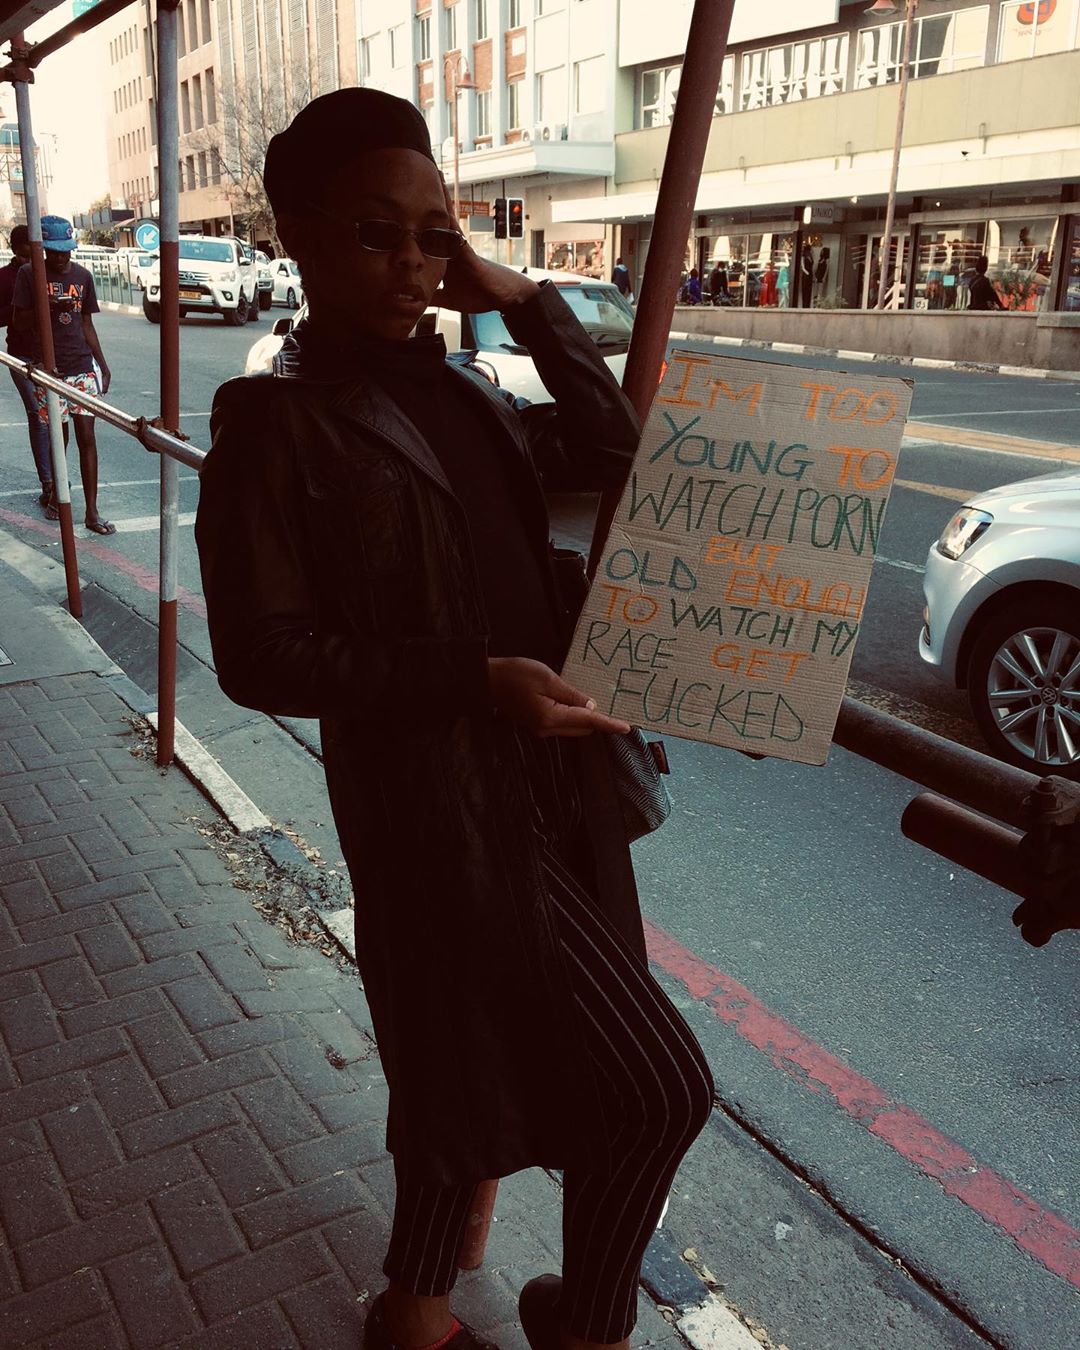 I'M TOO
YOUNG TO
WATCH PORN
BUT
OLD ENOUGH
TO WATCH MY
RACE GET
FUCKED
UNIKO